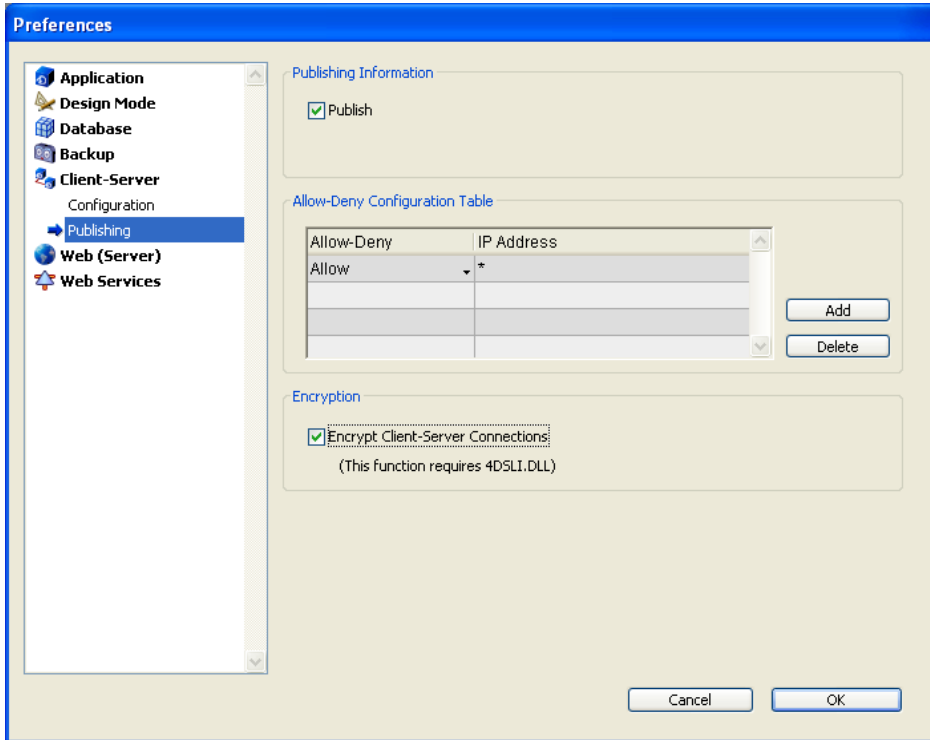 Preferences
Application
Design Mode
Database
Backup
Client-Server
Configuration
Publishing
Web (Server)
Web Services
Publishing Information
Publish
Allow-Deny Configuration Table
Allow-Deny IP Address
Allow *
Add
Delete
Encryption
Encrypt Client-Server Connections
(This function requires 4DSLI.DLL)
Cancel OK